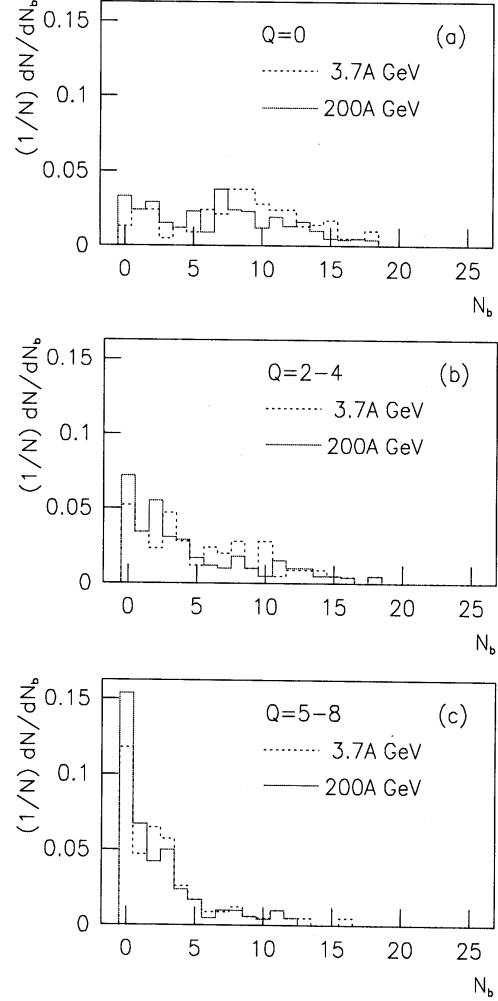 (1/N) dN/dN_b
0.15
0.1
0.05
0
Q=0
(a)
3.7A GeV
200A GeV
0 5 10 15 20 25
N_b
(1/N) dN/dN_b
0.15
0.1
0.05
0
Q=2-4
(b)
3.7A GeV
200A GeV
0 5 10 15 20 25
N_b
(1/N) dN/dN_b
0.15
0.1
0.05
0
Q=5-8
(c)
3.7A GeV
200A GeV
0 5 10 15 20 25
N_b